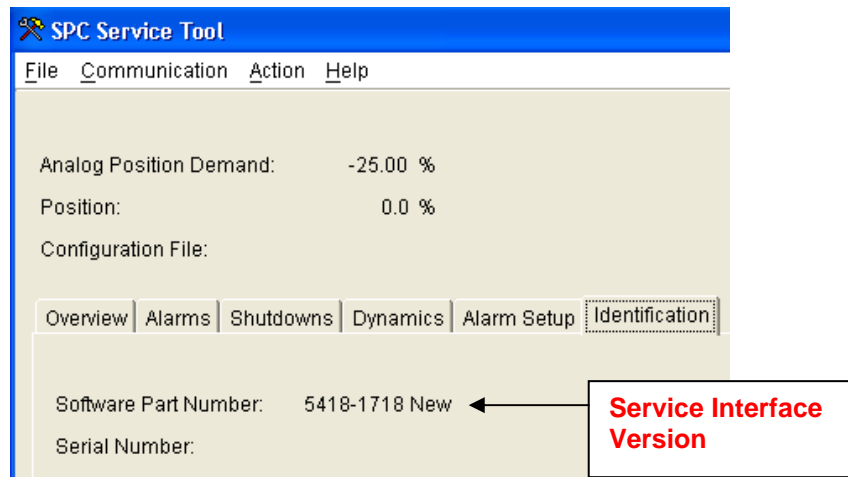 SPC Service Tool
File Communication Action Help
Analog Position Demand: -25.00 %
Position: 0.0 %
Configuration File:
Overview Alarms Shutdowns Dynamics Alarm Setup Identification
Software Part Number: 5418-1718 New
Serial Number:
Service Interface
Version